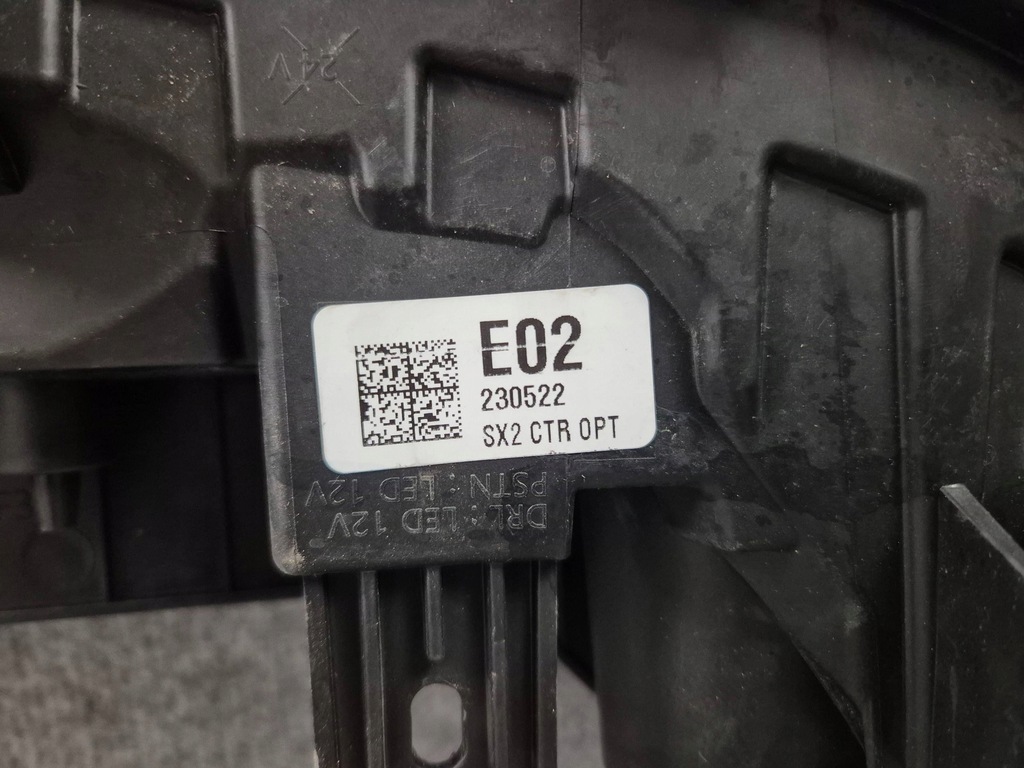 24V
E02
230522
SX2 CTR OPT
DRL : LED 12V
PSTN : LED 12V